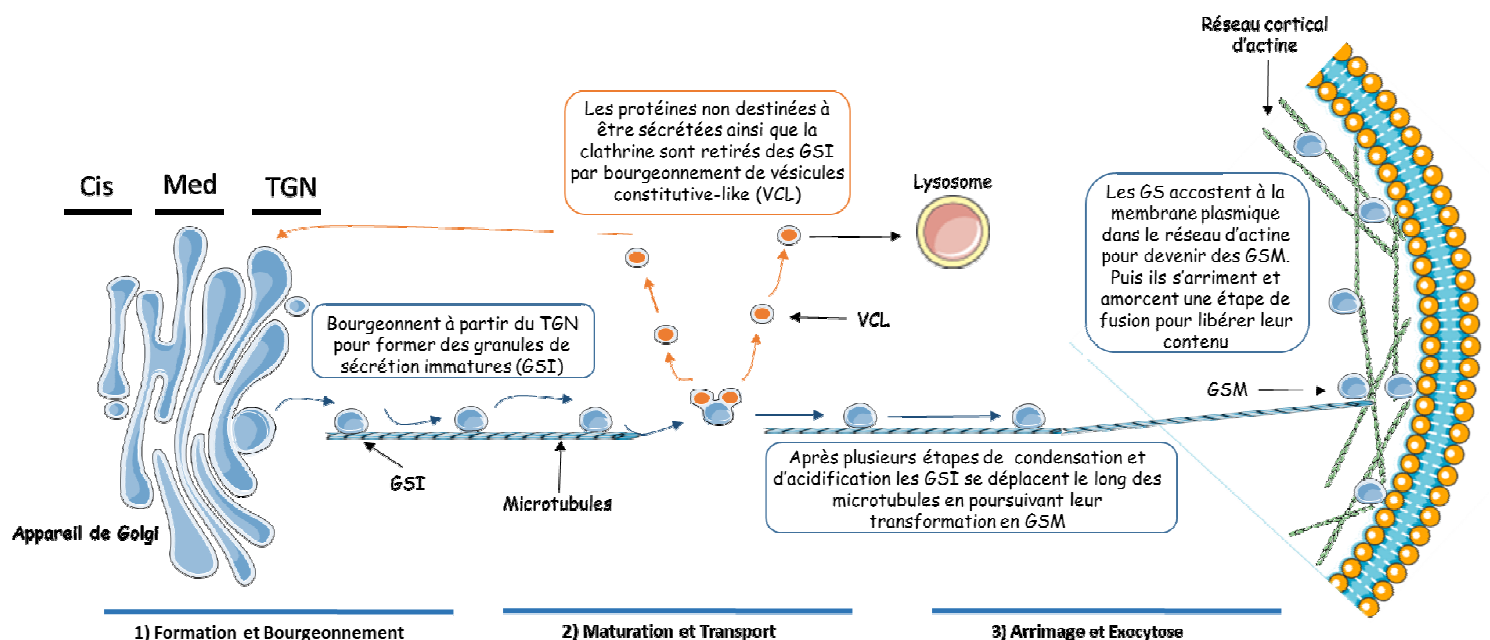 Réseau cortical
d'actine
Les protéines non destinées à
être sécrétées ainsi que la
clathrine sont retirés des GSI
par bourgeonnement de vésicules
constitutive-like (VCL)
Cis
Med
TGN
Lysosome
Les GS accostent à la
membrane plasmique
dans le réseau d'actine
pour devenir des GSM.
Puis ils s'arriment et
amorcent une étape de
fusion pour libérer leur
contenu
Bourgeonnent à partir du TGN
pour former des granules de
sécrétion immatures (GSI)
VCL
GSM
GSI
Microtubules
Après plusieurs étapes de condensation et
d'acidification les GSI se déplacent le long des
microtubules en poursuivant leur
transformation en GSM
Appareil de Golgi
1) Formation et Bourgeonnement
2) Maturation et Transport
3) Arrimage et Exocytose